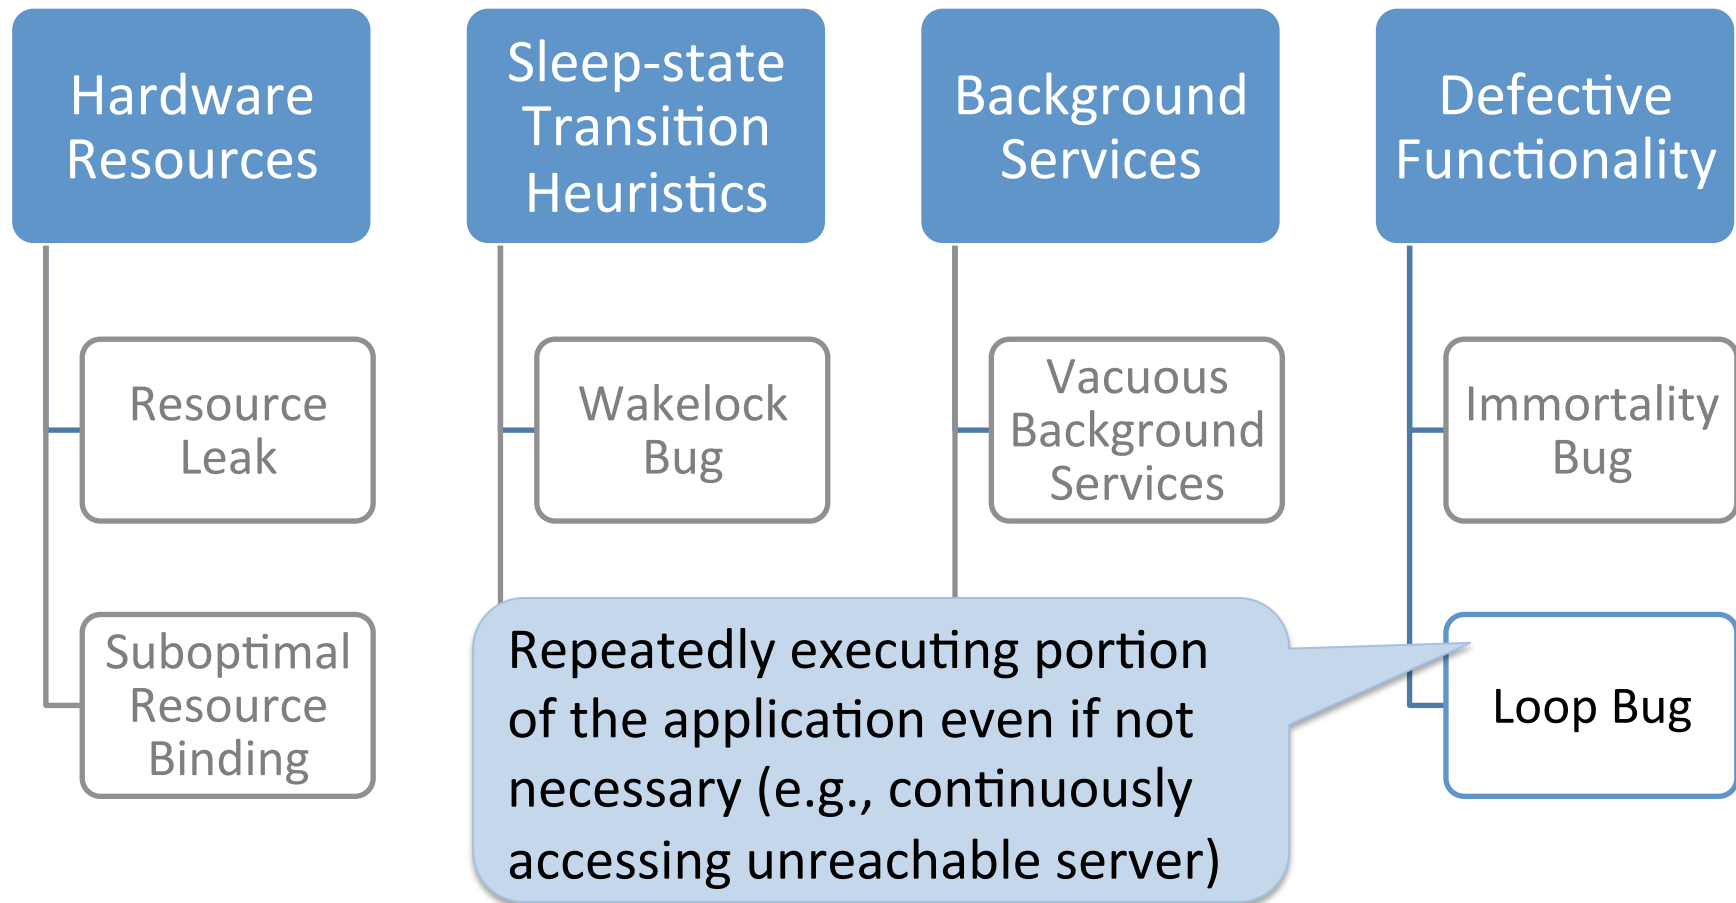 Hardware
Resources
Sleep-state
Transition
Heuristics
Background
Services
Defective
Functionality
Resource
Leak
Wakelock
Bug
Vacuous
Background
Services
Immortality
Bug
Suboptimal
Resource
Binding
Repeatedly executing portion
of the application even if not
necessary (e.g., continuously
accessing unreachable server)
Loop Bug